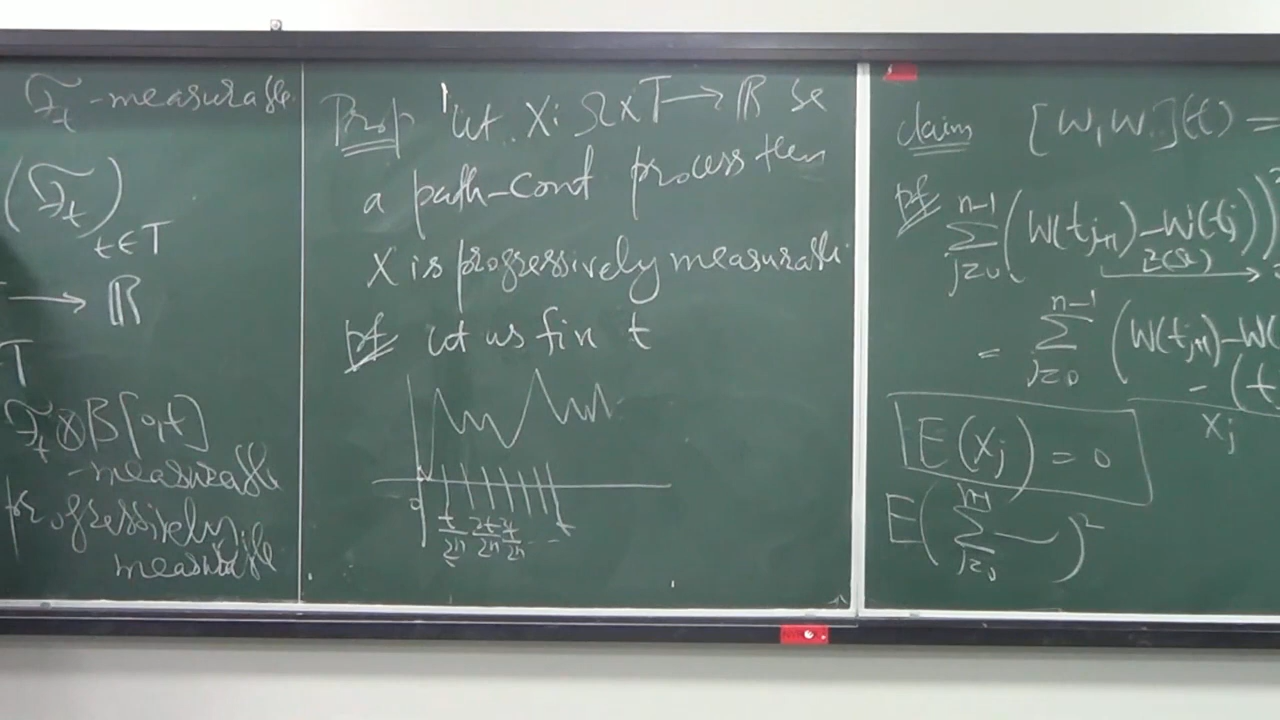 ℱ_t -measurable
(ℱ_t)_{t∈T}
→ ℝ
T
ℱ_t ⊗ B[0,t]
-measurable
progressively
measurable
Prop Let X: Ω×T → ℝ be
a path-cont process then
X is progressively measurable
pf Let us fix t
0 t/2^n 2t/2^n 3t/2^n -- t
claim [W,W](t) =
pf ∑_{j=0}^{n-1} (W(t_{j+1}) - W(t_j))^2
= ∑_{j=0}^{n-1} (W(t_{j+1}) - W(
- (t
X_j
E(X_j) = 0
E(∑_{j=0}^{n-1} ―)^2